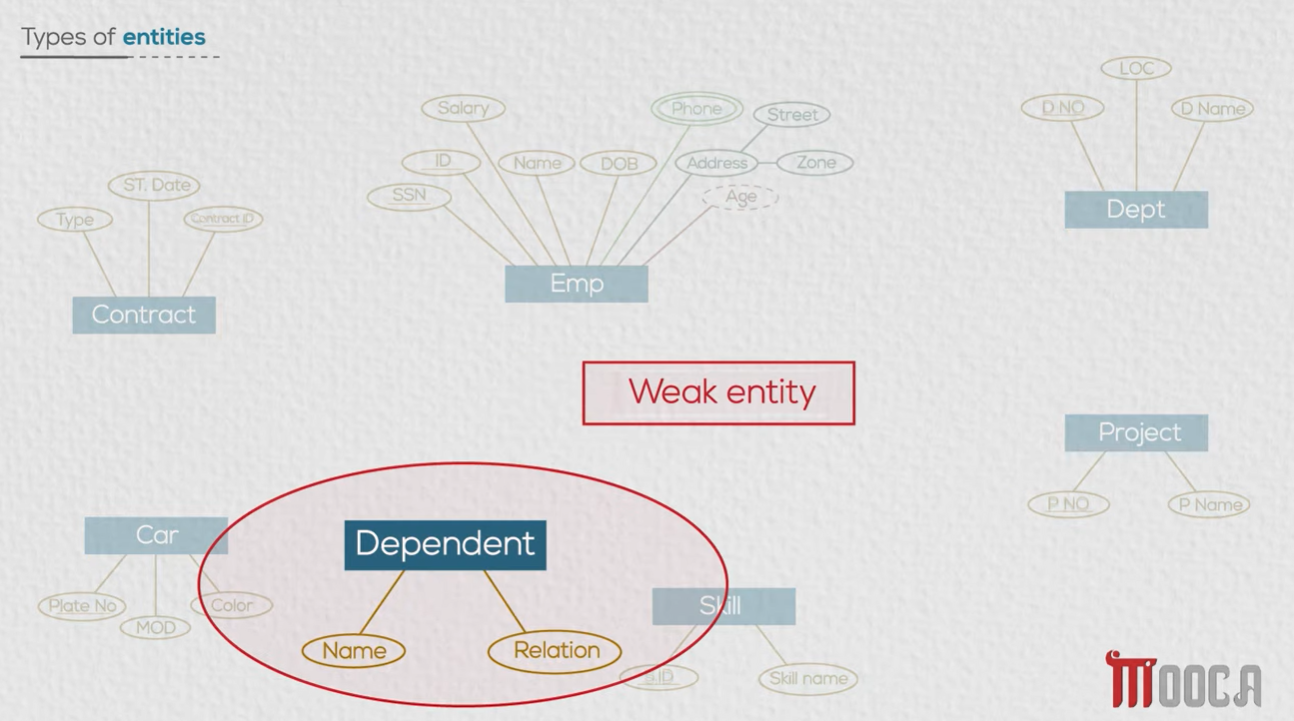 Types of entities
LOC
D NO
D Name
Dept
Salary
Phone
Street
ID
Name
DOB
Address
Zone
SSN
Age
Emp
ST. Date
Type
Contract ID
Contract
Weak entity
Project
P NO
P Name
Car
Plate No
MOD
Color
Dependent
Name
Relation
Skill
S.ID
Skill name
MOOCA